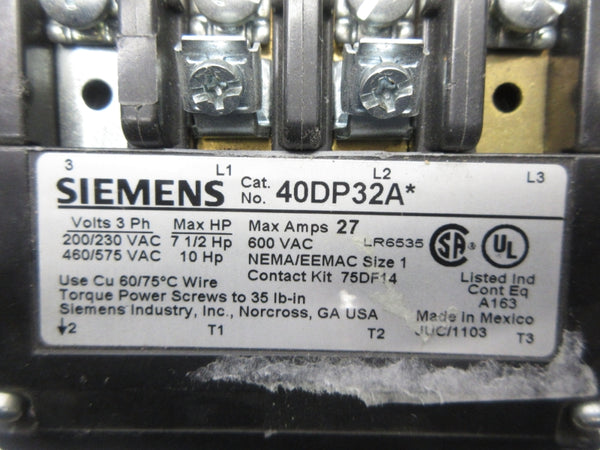 3 L1 L2 L3
SIEMENS Cat. No. 40DP32A*
Volts 3 Ph Max HP Max Amps 27
200/230 VAC 7 1/2 Hp 600 VAC LR6535
460/575 VAC 10 Hp NEMA/EEMAC Size 1
Use Cu 60/75°C Wire Contact Kit 75DF14
Torque Power Screws to 35 lb-in
Siemens Industry, Inc., Norcross, GA USA
SA UL
Listed Ind
Cont Eq
A163
Made in Mexico
JUC/1103
2 T1 T2 T3